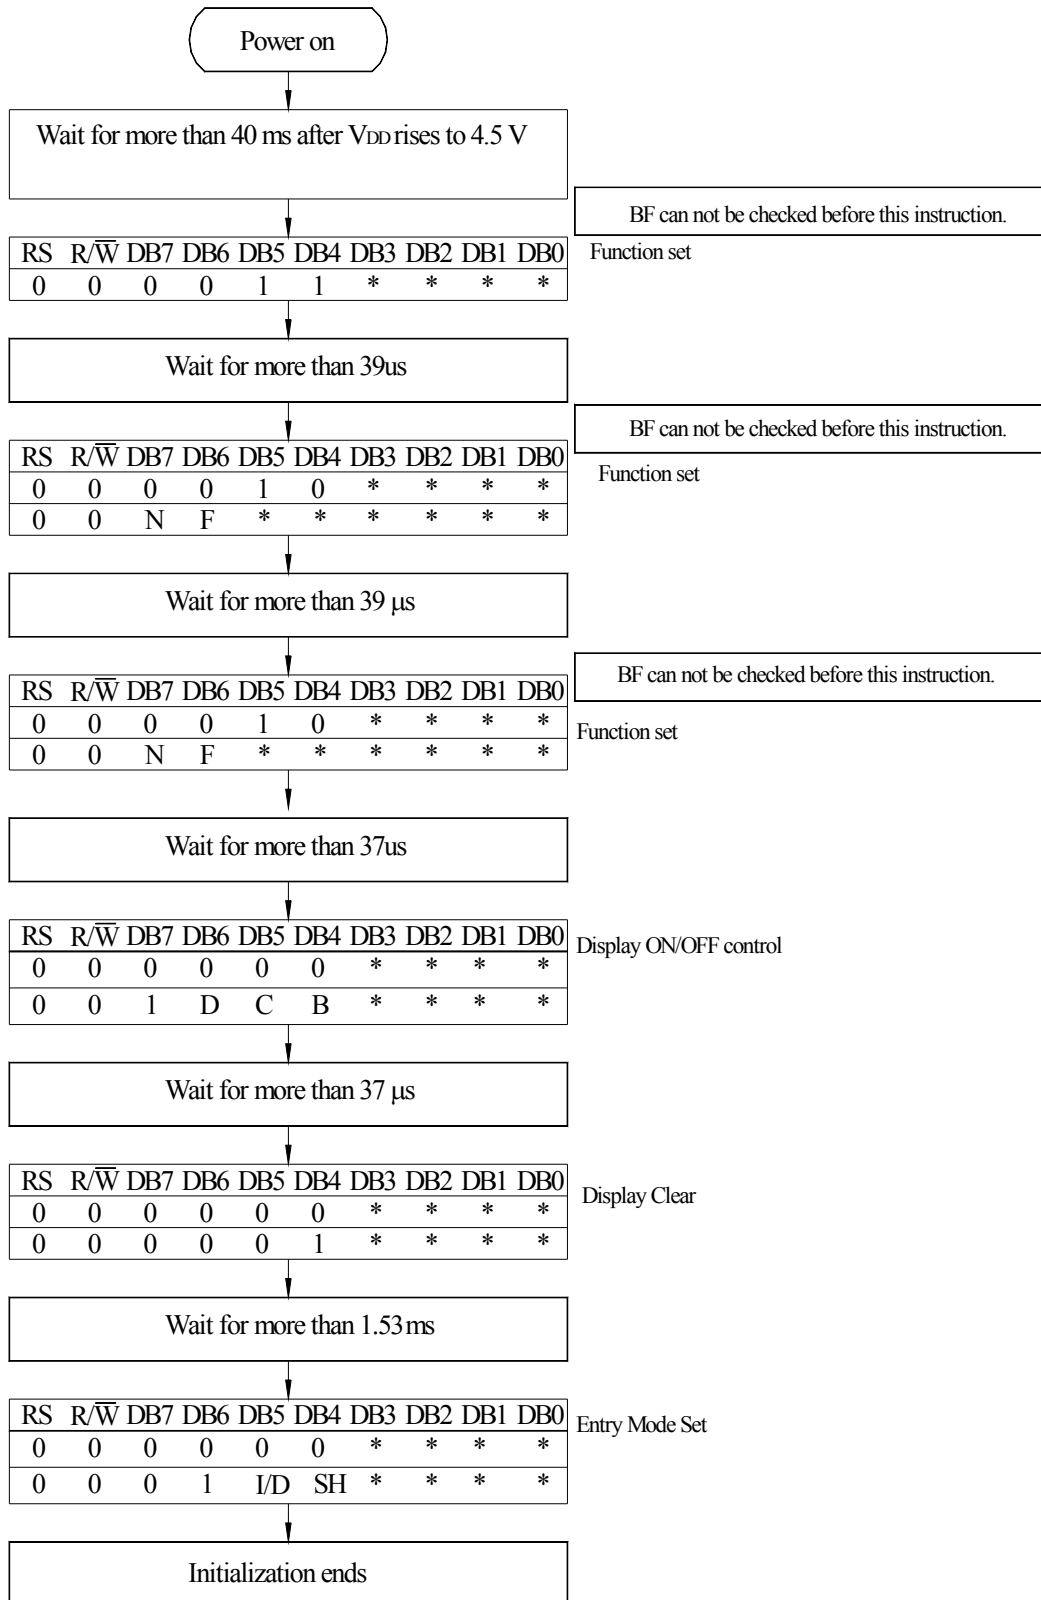 Power on
Wait for more than 40 ms after VDD rises to 4.5 V
BF can not be checked before this instruction.
RS R/W̅ DB7 DB6 DB5 DB4 DB3 DB2 DB1 DB0
Function set
0 0 0 0 1 1 * * * *
Wait for more than 39us
BF can not be checked before this instruction.
RS R/W̅ DB7 DB6 DB5 DB4 DB3 DB2 DB1 DB0
Function set
0 0 0 0 1 0 * * * *
0 0 N F * * * * * *
Wait for more than 39 μs
BF can not be checked before this instruction.
RS R/W̅ DB7 DB6 DB5 DB4 DB3 DB2 DB1 DB0
0 0 0 0 1 0 * * * *
Function set
0 0 N F * * * * * *
Wait for more than 37us
RS R/W̅ DB7 DB6 DB5 DB4 DB3 DB2 DB1 DB0
Display ON/OFF control
0 0 0 0 0 0 * * * *
0 0 1 D C B * * * *
Wait for more than 37 μs
RS R/W̅ DB7 DB6 DB5 DB4 DB3 DB2 DB1 DB0
Display Clear
0 0 0 0 0 0 * * * *
0 0 0 0 0 1 * * * *
Wait for more than 1.53ms
RS R/W̅ DB7 DB6 DB5 DB4 DB3 DB2 DB1 DB0
Entry Mode Set
0 0 0 0 0 0 * * * *
0 0 0 1 I/D SH * * * *
Initialization ends